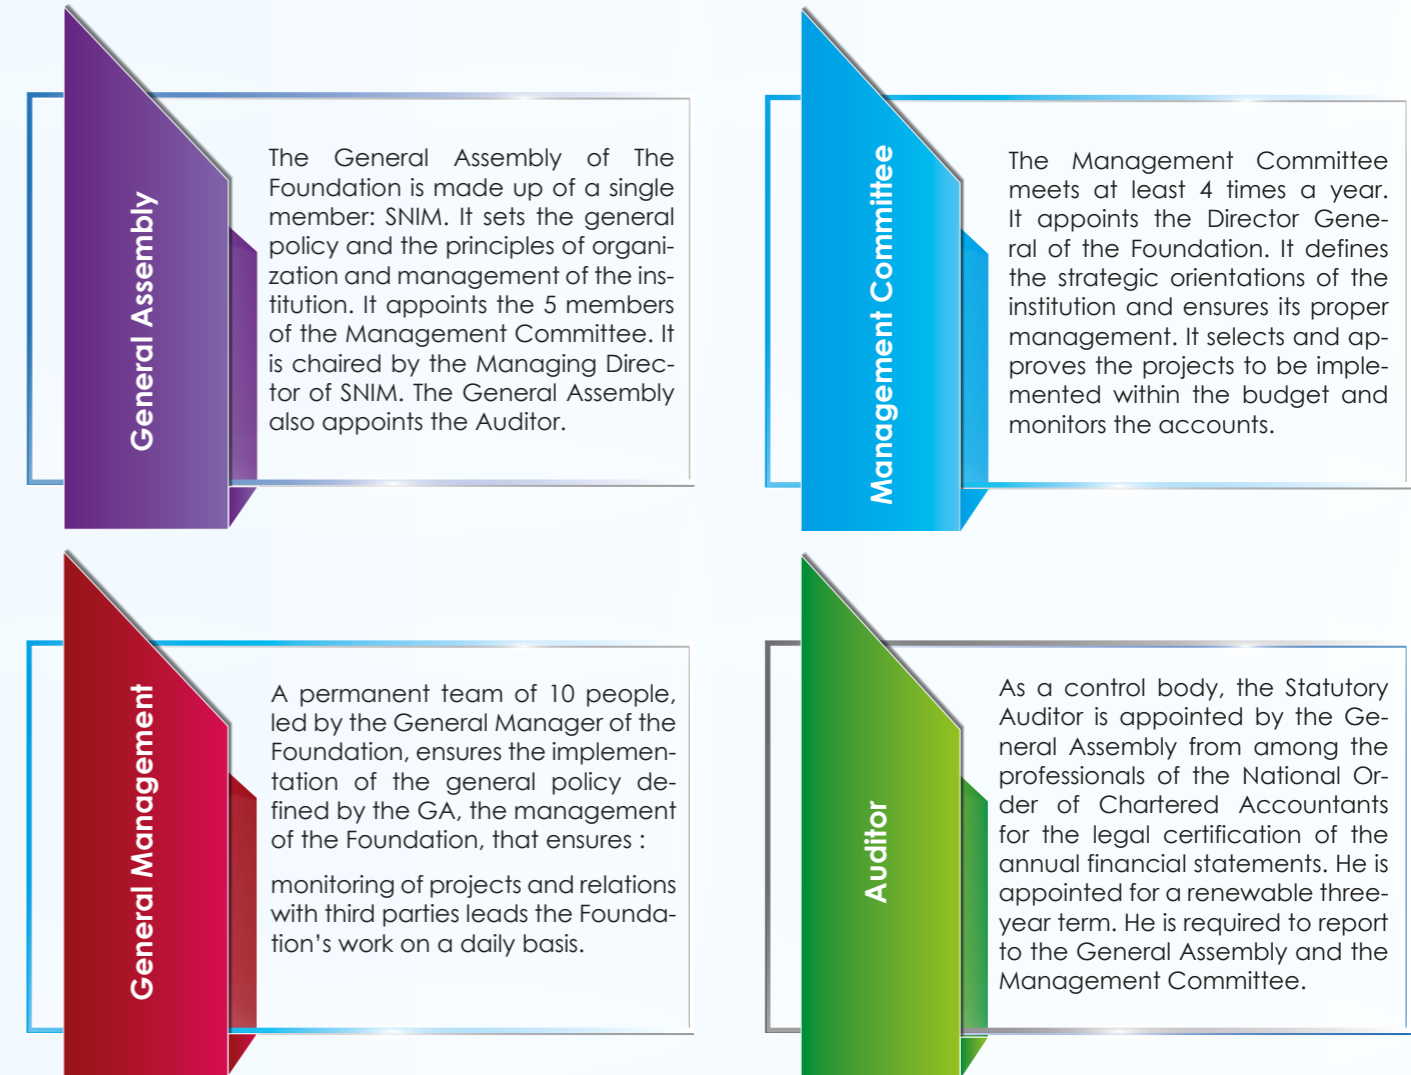 General Assembly
The General Assembly of The
Foundation is made up of a single
member: SNIM. It sets the general
policy and the principles of organi-
zation and management of the ins-
titution. It appoints the 5 members
of the Management Committee. It
is chaired by the Managing Direc-
tor of SNIM. The General Assembly
also appoints the Auditor.
Management Committee
The Management Committee
meets at least 4 times a year.
It appoints the Director Gene-
ral of the Foundation. It defines
the strategic orientations of the
institution and ensures its proper
management. It selects and ap-
proves the projects to be imple-
mented within the budget and
monitors the accounts.
General Management
A permanent team of 10 people,
led by the General Manager of the
Foundation, ensures the implemen-
tation of the general policy de-
fined by the GA, the management
of the Foundation, that ensures :
monitoring of projects and relations
with third parties leads the Founda-
tion's work on a daily basis.
Auditor
As a control body, the Statutory
Auditor is appointed by the Ge-
neral Assembly from among the
professionals of the National Or-
der of Chartered Accountants
for the legal certification of the
annual financial statements. He is
appointed for a renewable three-
year term. He is required to report
to the General Assembly and the
Management Committee.